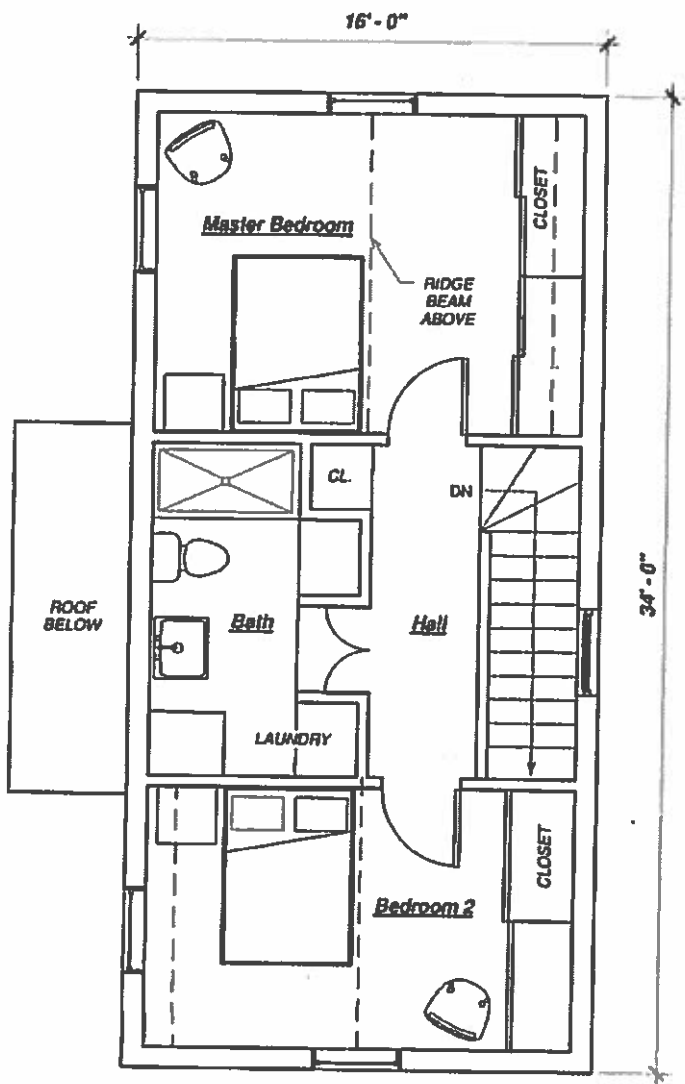 16'-0"
CLOSET
Master Bedroom
RIDGE
BEAM
ABOVE
CL.
DN
34'-0"
ROOF
BELOW
Bath
Hall
LAUNDRY
CLOSET
Bedroom 2